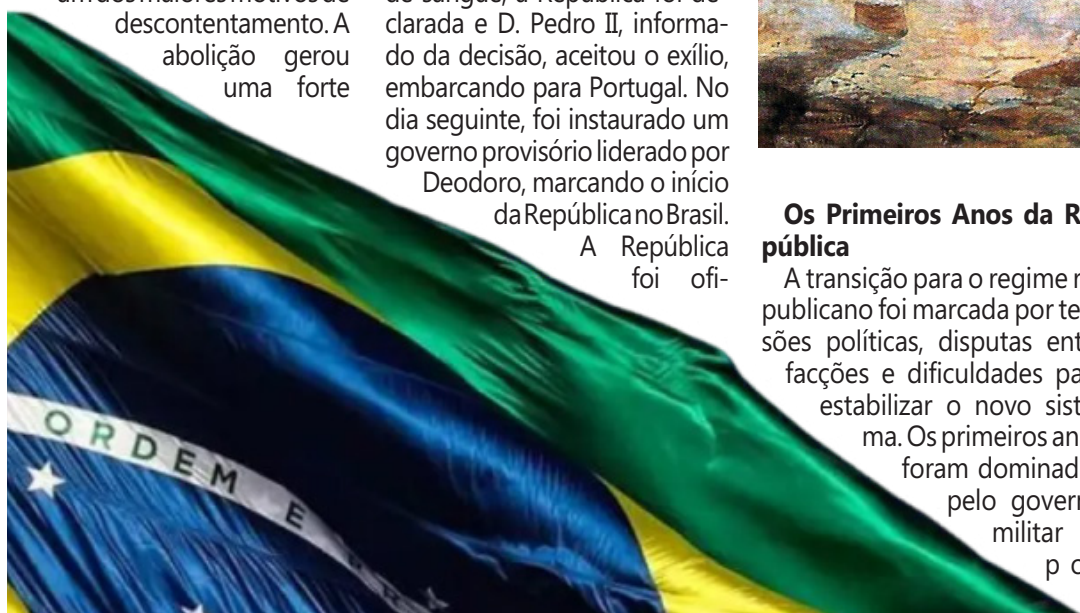 um dos maiores motivos de
descontentamento. A
abolição gerou
uma forte
de sangue, a República foi de-
clarada e D. Pedro II, informa-
do da decisão, aceitou o exílio,
embarcando para Portugal. No
dia seguinte, foi instaurado um
governo provisório liderado por
Deodoro, marcando o início
da República no Brasil.
A República
foi ofi-
Os Primeiros Anos da R
pública
A transição para o regime r
publicano foi marcada por te
sões políticas, disputas ent
facções e dificuldades pa
estabilizar o novo sist
ma. Os primeiros an
foram dominad
pelo govern
militar
p o
ORDEM E